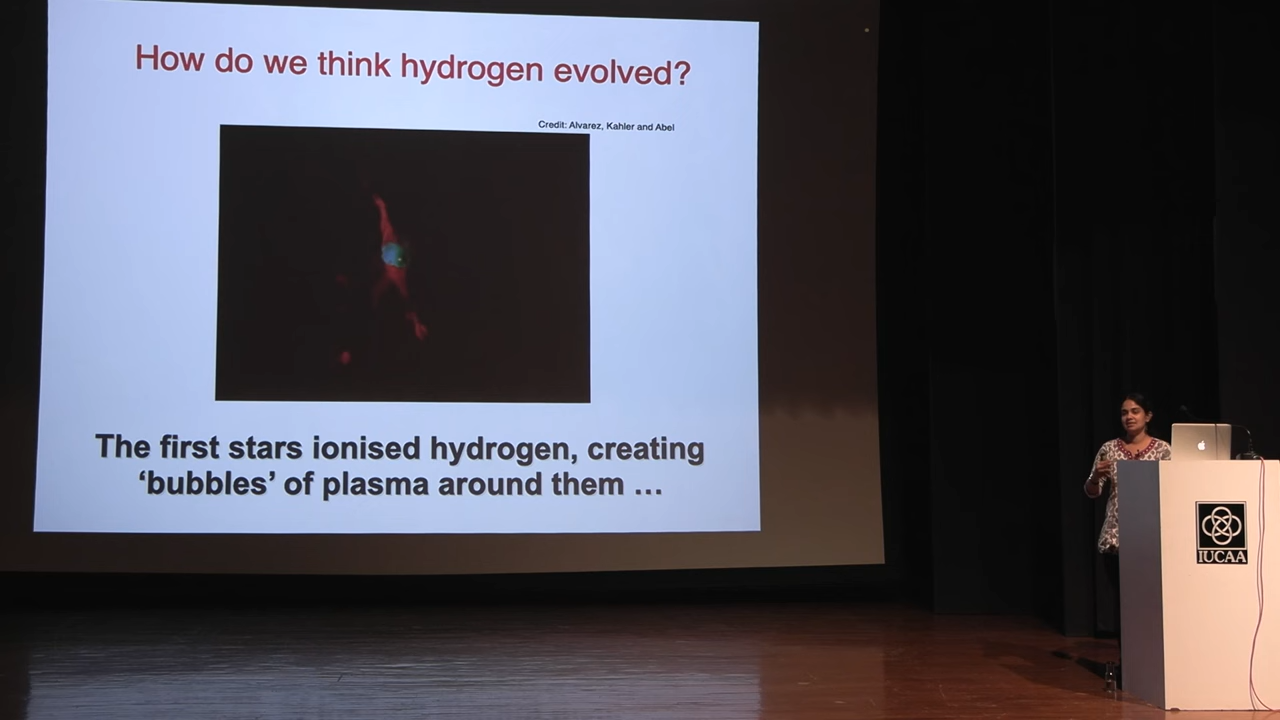 How do we think hydrogen evolved?
Credit: Alvarez, Kahler and Abel
The first stars ionised hydrogen, creating
‘bubbles’ of plasma around them …
IUCAA